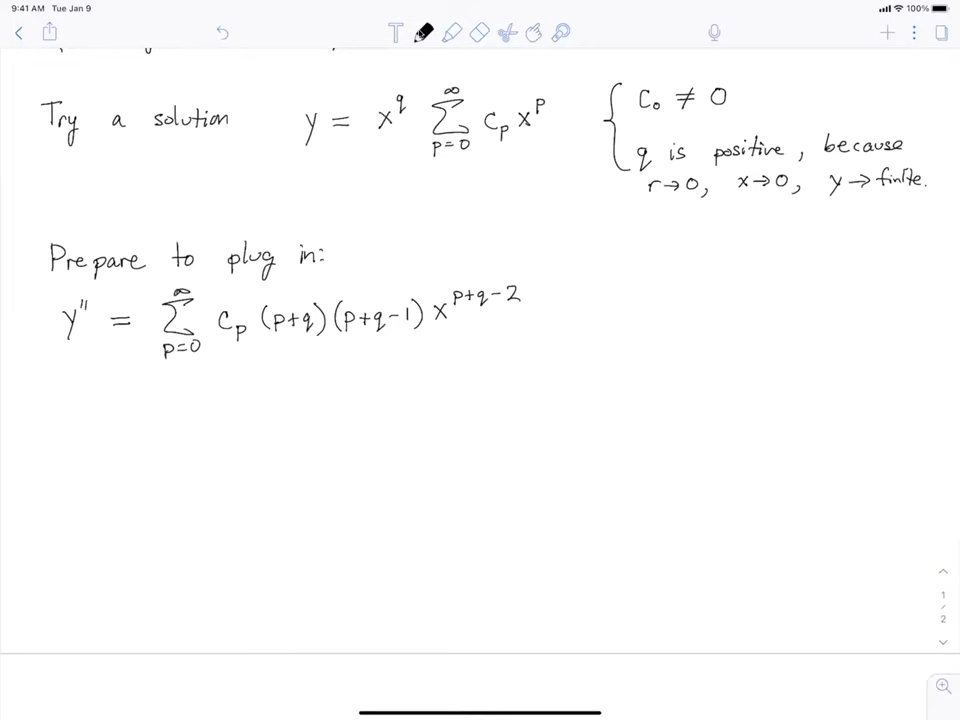 9:41 AM Tue Jan 9 100%
Try a solution y = x^q ∑_{p=0}^{∞} c_p x^p { c_0 ≠ 0
q is positive, because
r→0, x→0, y→finite.
Prepare to plug in:
y'' = ∑_{p=0}^{∞} c_p (p+q)(p+q-1) x^{p+q-2}
1
/
2